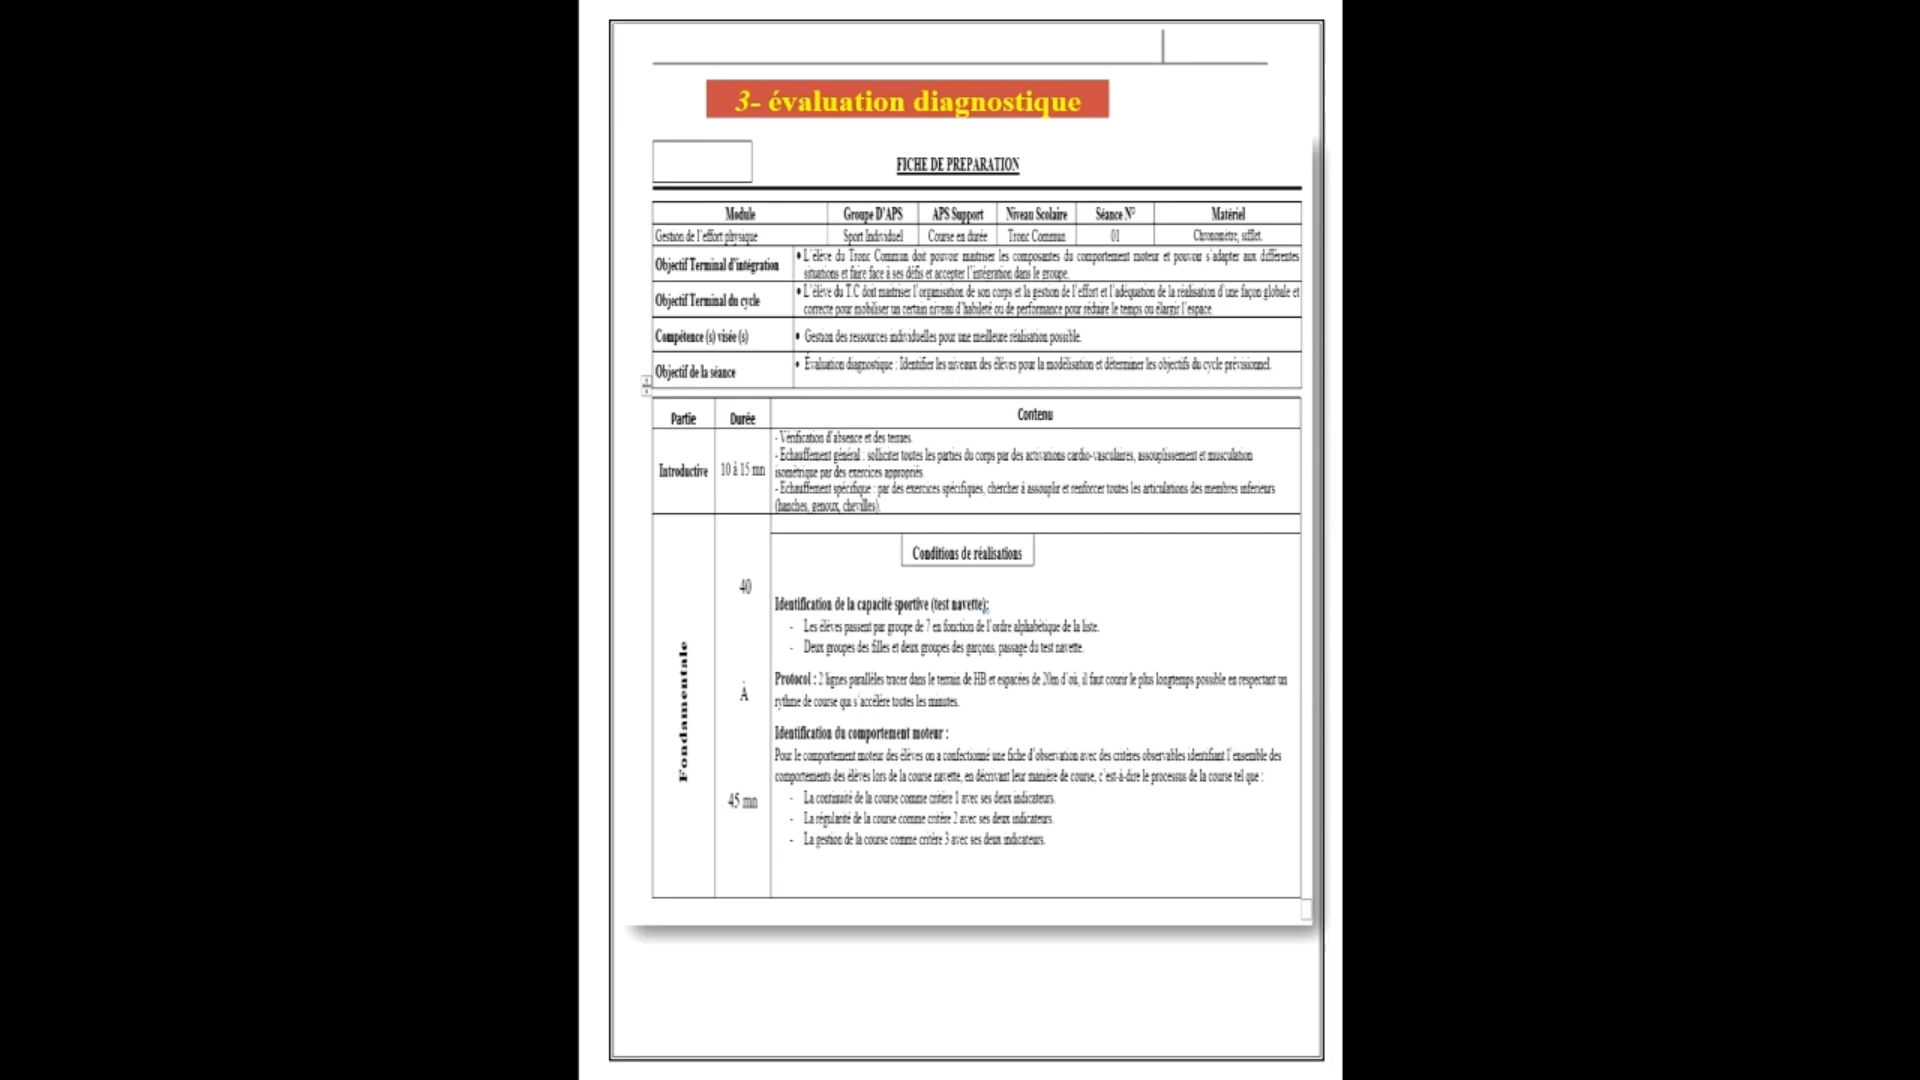 3- évaluation diagnostique
FICHE DE PREPARATION
Module Groupe D'APS APS Support Niveau Scolaire Séance N° Matériel
Gestion de l'effort physique Sport Individuel Course en durée Tronc Commun 01 Chronomètre, sifflet.
Objectif Terminal d'intégration
• L'élève du Tronc Commun doit pouvoir maitriser les composantes du comportement moteur et pouvoir s'adapter aux différentes
situations et faire face à ses défis et accepter l'intégration dans le groupe.
Objectif Terminal du cycle
• L'élève du T.C doit maitriser l'organisation de son corps et la gestion de l'effort et l'adéquation de la réalisation d'une façon globale et
correcte pour mobiliser un certain niveau d'habileté ou de performance pour réduire le temps ou élargir l'espace.
Compétence (s) visée (s)
• Gestion des ressources individuelles pour une meilleure réalisation possible.
Objectif de la séance
• Évaluation diagnostique : Identifier les niveaux des élèves pour la modélisation et déterminer les objectifs du cycle prévisionnel.
Partie Durée Contenu
Introductive 10 à 15 mn
- Vérification d'absence et des tenues.
- Echauffement général : solliciter toutes les parties du corps par des activations cardio-vasculaires, assouplissement et musculation
isométrique par des exercices appropriés.
- Echauffement spécifique : par des exercices spécifiques, chercher à assouplir et renforcer toutes les articulations des membres inferieurs
(hanches, genoux, chevilles).
Fondamentale
40
À
45 mn
Conditions de réalisations
Identification de la capacité sportive (test navette):
- Les élèves passent par groupe de 7 en fonction de l'ordre alphabétique de la liste.
- Deux groupes des filles et deux groupes des garçons, passage du test navette.
Protocol : 2 lignes parallèles tracer dans le terrain de HB et espacées de 20m d'où, il faut courir le plus longtemps possible en respectant un
rythme de course qui s'accélère toutes les minutes.
Identification du comportement moteur :
Pour le comportement moteur des élèves on a confectionné une fiche d'observation avec des critères observables identifiant l'ensemble des
comportements des élèves lors de la course navette, en décrivant leur manière de course, c'est-à-dire le processus de la course tel que :
- La continuité de la course comme critère 1 avec ses deux indicateurs.
- La régularité de la course comme critère 2 avec ses deux indicateurs.
- La gestion de la course comme critère 3 avec ses deux indicateurs.